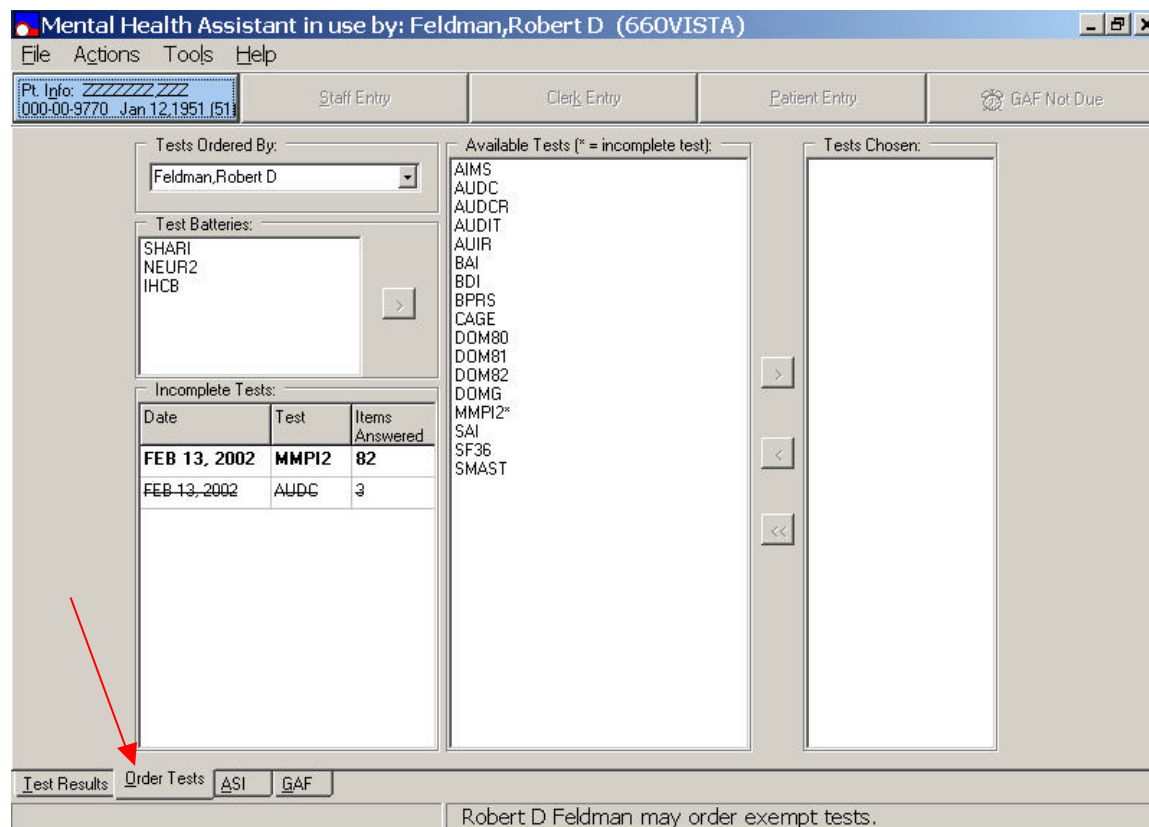 Mental Health Assistant in use by: Feldman,Robert D (660VISTA)
File Actions Tools Help
Pt. Info: ZZZZZZZ,ZZZ
000-00-9770 Jan 12,1951 (51)
Staff Entry
Clerk Entry
Patient Entry
GAF Not Due
Tests Ordered By:
Feldman,Robert D
Test Batteries:
SHARI
NEUR2
IHCB
>
Incomplete Tests:
Date Test Items Answered
FEB 13, 2002 MMPI2 82
FEB 13, 2002 AUDC 3
Available Tests (* = incomplete test):
AIMS
AUDC
AUDCR
AUDIT
AUIR
BAI
BDI
BPRS
CAGE
DOM80
DOM81
DOM82
DOMG
MMPI2*
SAI
SF36
SMAST
>
<
<<
Tests Chosen:
Test Results Order Tests ASI GAF
Robert D Feldman may order exempt tests.